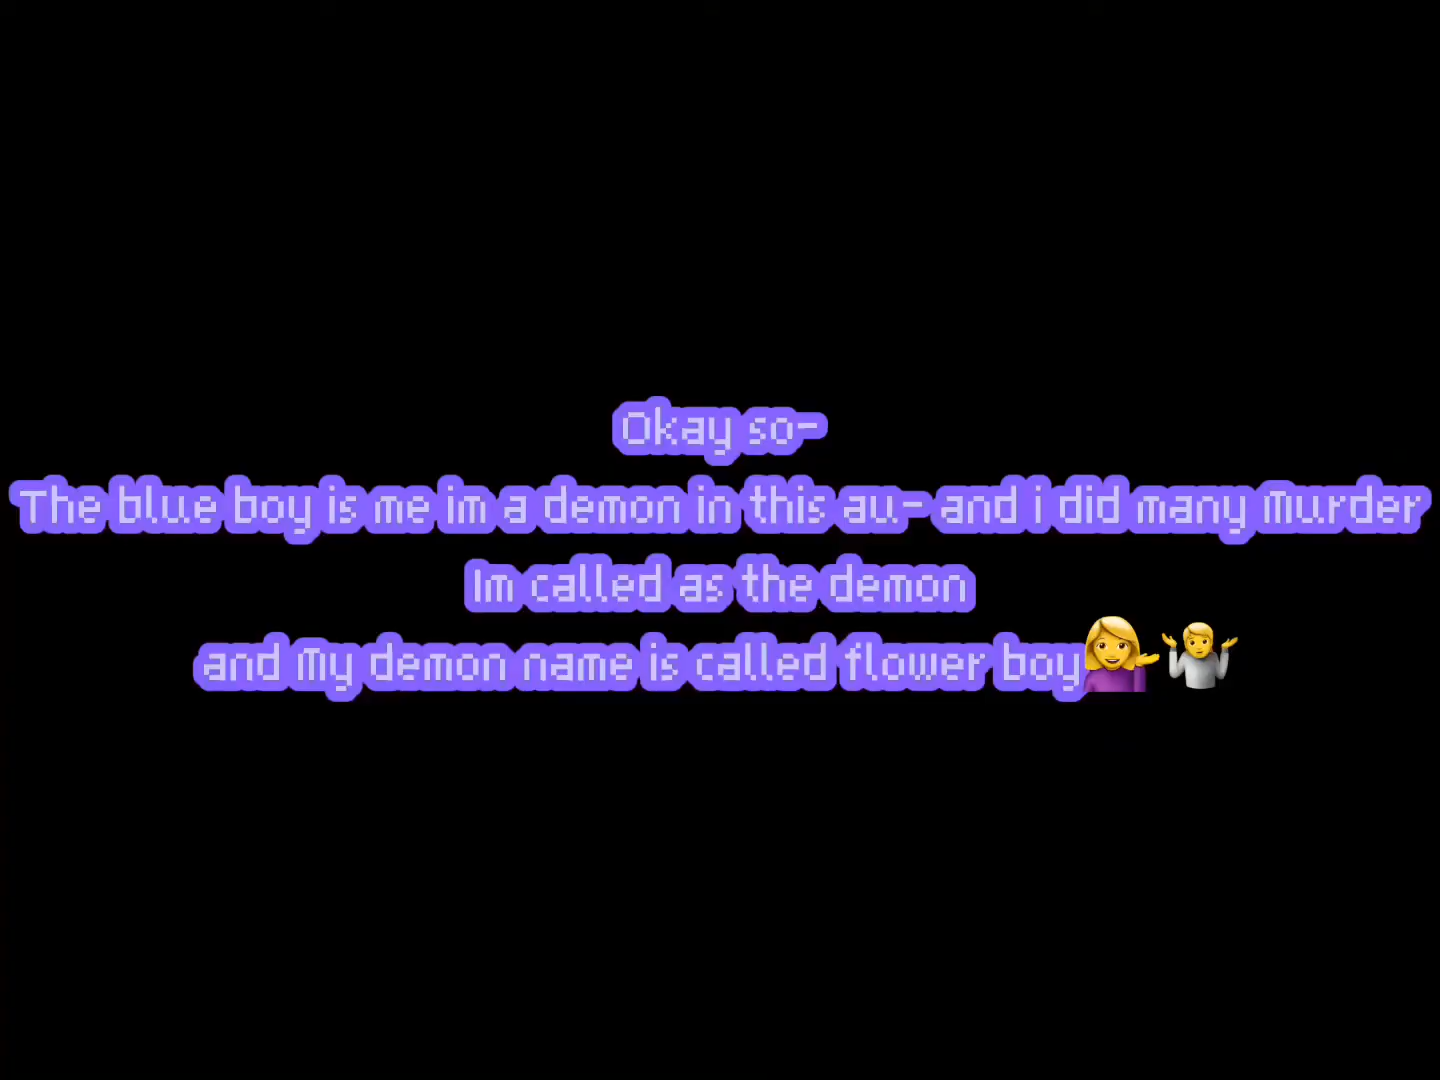 Okay so-
The blue boy is me im a demon in this au- and i did many Murder
Im called as the demon
and My demon name is called flower boy💁‍♀️🤷